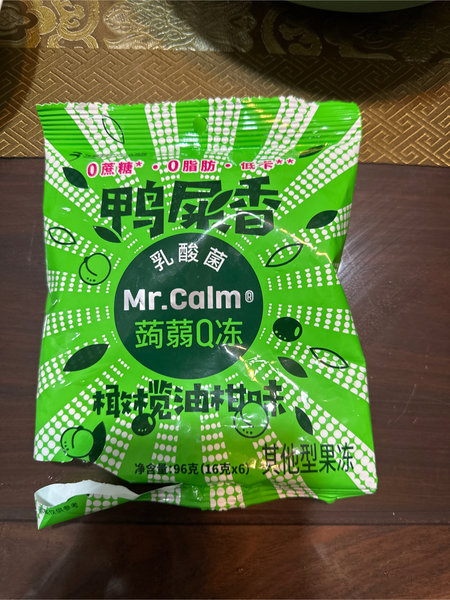 0蔗糖*·0脂肪·低卡**
鸭屎香
乳酸菌
Mr.Calm®
蒟蒻Q冻
橄榄油柑味
净含量:96克(16克x6)
其他型果冻